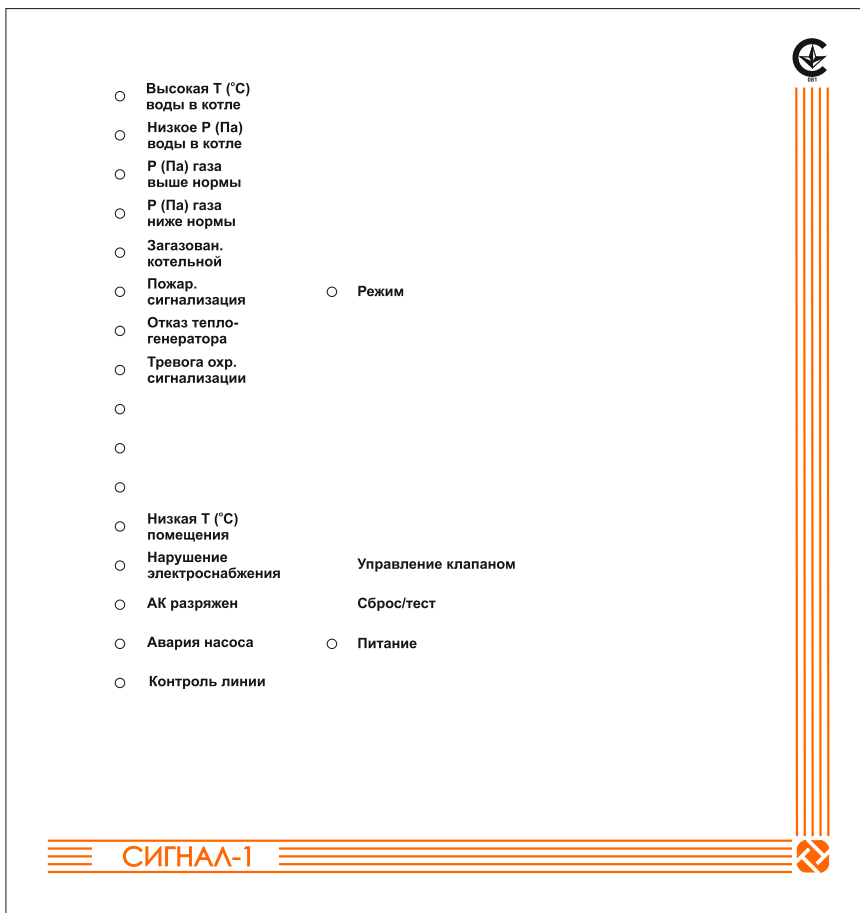 081
Высокая T (°C)
воды в котле
Низкое P (Па)
воды в котле
P (Па) газа
выше нормы
P (Па) газа
ниже нормы
Загазован.
котельной
Пожар.
сигнализация
Режим
Отказ тепло-
генератора
Тревога охр.
сигнализации
Низкая T (°C)
помещения
Нарушение
электроснабжения
Управление клапаном
АК разряжен
Сброс/тест
Авария насоса
Питание
Контроль линии
СИГНАЛ-1